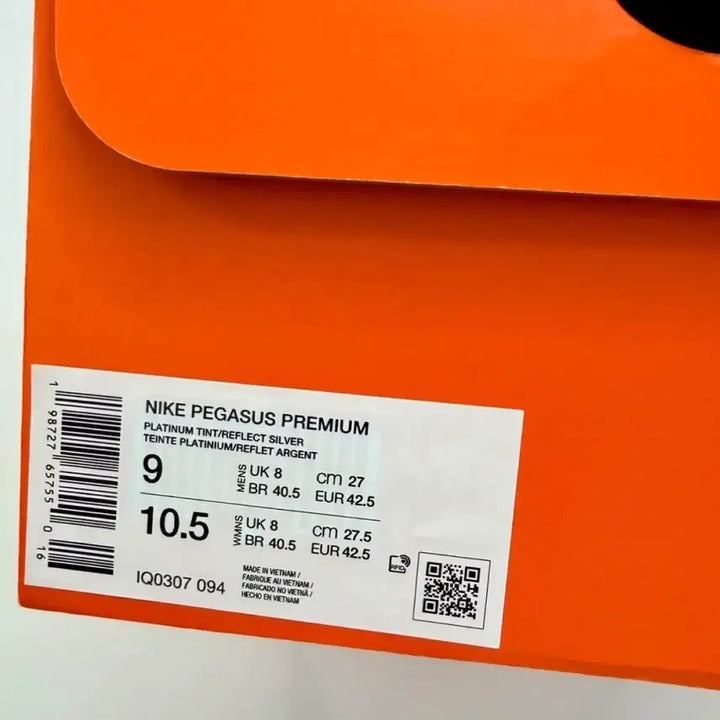 NIKE PEGASUS PREMIUM
PLATINUM TINT/REFLECT SILVER
TEINTE PLATINIUM/REFLET ARGENT
9 MENS UK 8 cm 27
BR 40.5 EUR 42.5
10.5 WMNS UK 8 cm 27.5
BR 40.5 EUR 42.5
IQ0307 094
MADE IN VIETNAM /
FABRIQUE AU VIETNAM /
FABRICADO NO VIETNÃ /
HECHO EN VIETNAM
RFID
1 98727 65755 0 16